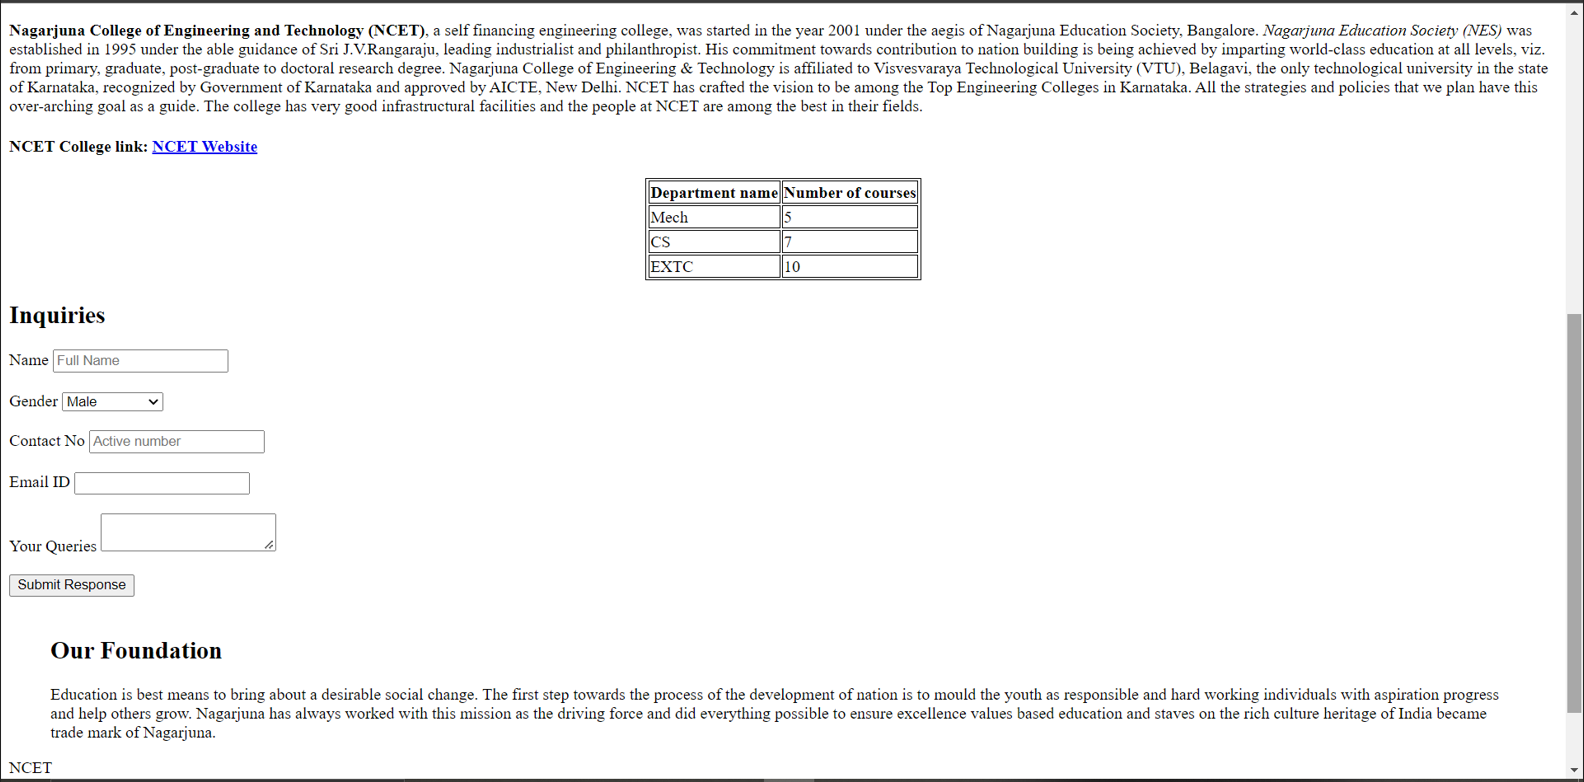 Nagarjuna College of Engineering and Technology (NCET), a self financing engineering college, was started in the year 2001 under the aegis of Nagarjuna Education Society, Bangalore. Nagarjuna Education Society (NES) was
established in 1995 under the able guidance of Sri J.V.Rangaraju, leading industrialist and philanthropist. His commitment towards contribution to nation building is being achieved by imparting world-class education at all levels, viz.
from primary, graduate, post-graduate to doctoral research degree. Nagarjuna College of Engineering & Technology is affiliated to Visvesvaraya Technological University (VTU), Belagavi, the only technological university in the state
of Karnataka, recognized by Government of Karnataka and approved by AICTE, New Delhi. NCET has crafted the vision to be among the Top Engineering Colleges in Karnataka. All the strategies and policies that we plan have this
over-arching goal as a guide. The college has very good infrastructural facilities and the people at NCET are among the best in their fields.
NCET College link: NCET Website
Department name Number of courses
Mech 5
CS 7
EXTC 10
Inquiries
Name Full Name
Gender Male
Contact No Active number
Email ID
Your Queries
Submit Response
Our Foundation
Education is best means to bring about a desirable social change. The first step towards the process of the development of nation is to mould the youth as responsible and hard working individuals with aspiration progress
and help others grow. Nagarjuna has always worked with this mission as the driving force and did everything possible to ensure excellence values based education and staves on the rich culture heritage of India became
trade mark of Nagarjuna.
NCET